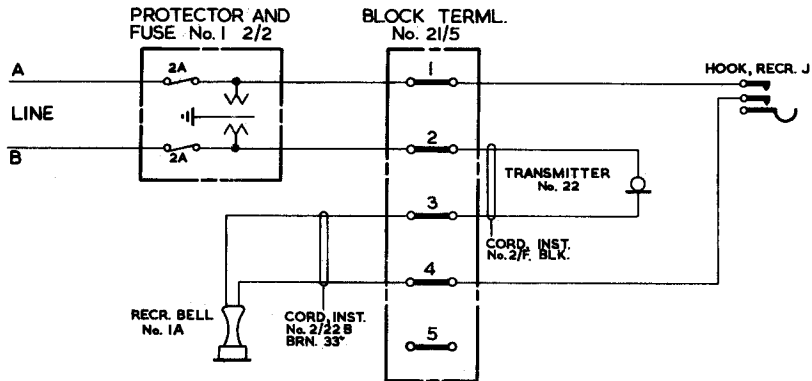 PROTECTOR AND
FUSE No. 1 2/2
BLOCK TERML.
No. 21/5
A
2A
1
HOOK, RECR. J
LINE
B
2A
2
TRANSMITTER
No. 22
3
CORD, INST.
No. 2/F. BLK.
4
RECR. BELL
No. 1A
CORD, INST.
No. 2/22 B
BRN. 33"
5